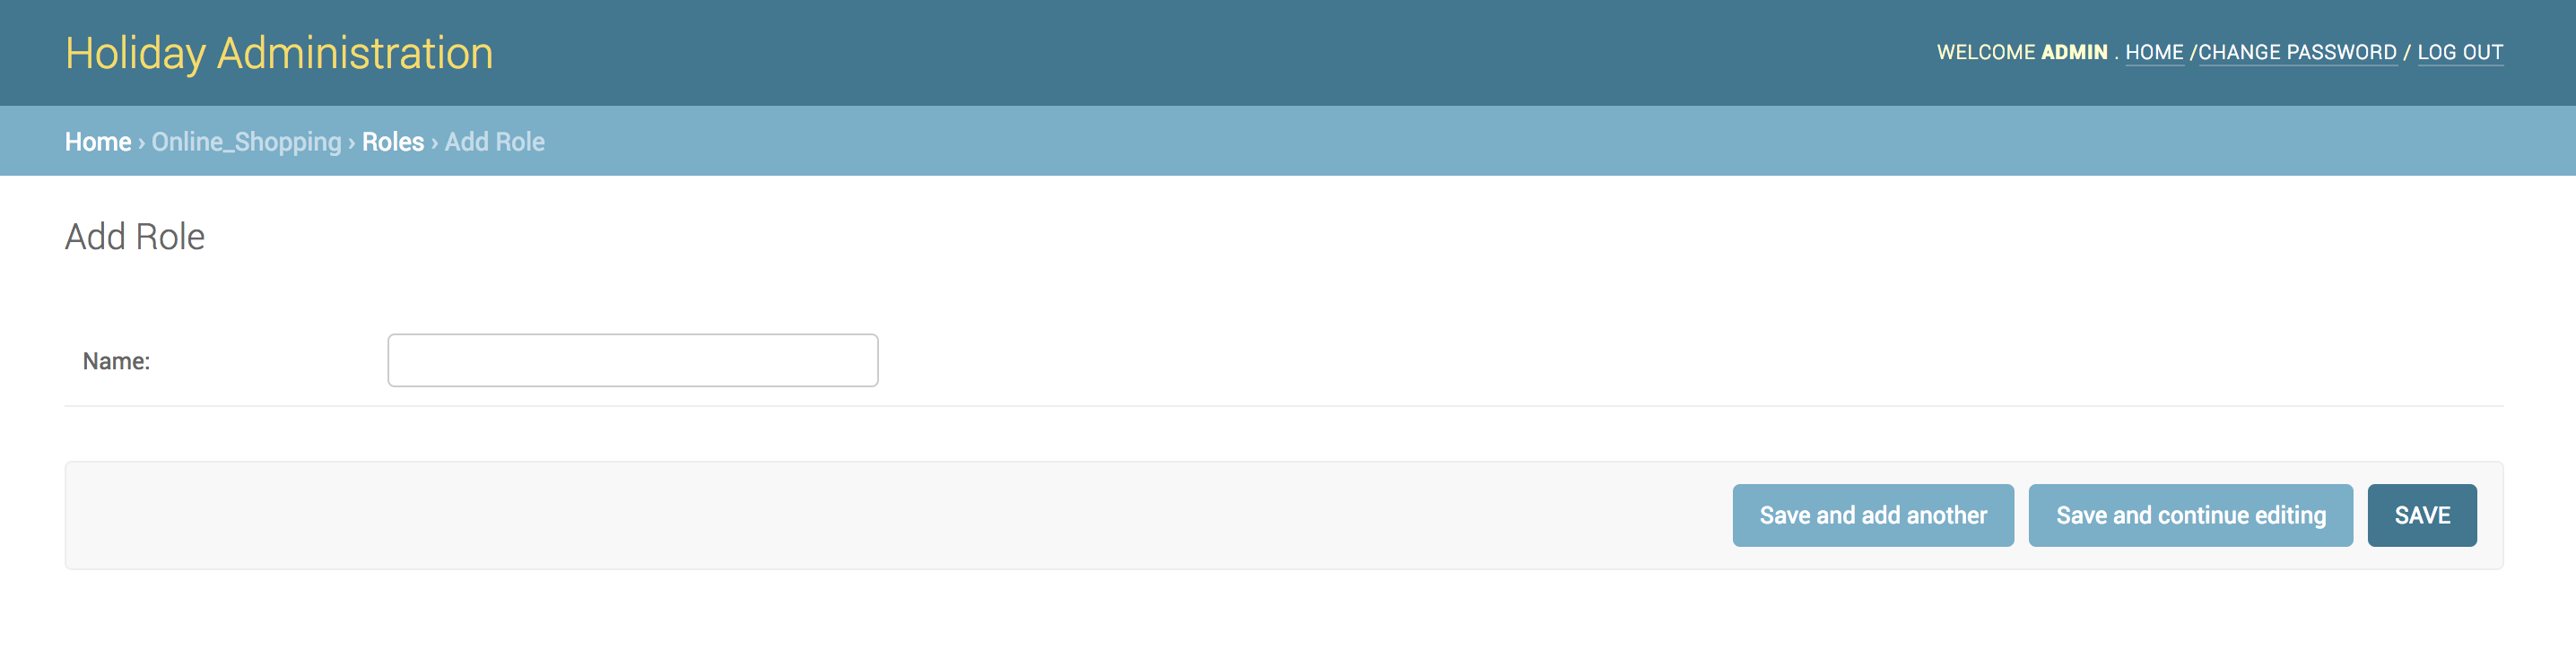 Holiday Administration
WELCOME ADMIN . HOME /CHANGE PASSWORD / LOG OUT
Home › Online_Shopping › Roles › Add Role
Add Role
Name:
Save and add another
Save and continue editing
SAVE